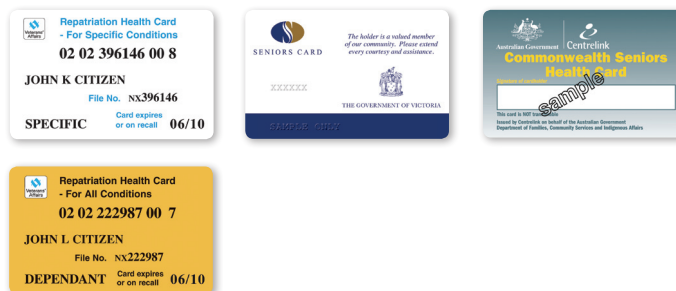 Veterans'
Affairs
Repatriation Health Card
- For Specific Conditions
02 02 396146 00 8
JOHN K CITIZEN
File No. NX396146
SPECIFIC
Card expires
or on recall
06/10
SENIORS CARD
The holder is a valued member
of our community. Please extend
every courtesy and assistance.
XXXXXX
THE GOVERNMENT OF VICTORIA
SAMPLE ONLY
Australian Government
Centrelink
Commonwealth Seniors
Health Card
Signature of cardholder
Sample
This card is NOT transferable
Issued by Centrelink on behalf of the Australian Government
Department of Families, Community Services and Indigenous Affairs
Veterans'
Affairs
Repatriation Health Card
- For All Conditions
02 02 222987 00 7
JOHN L CITIZEN
File No. NX222987
DEPENDANT
Card expires
or on recall
06/10